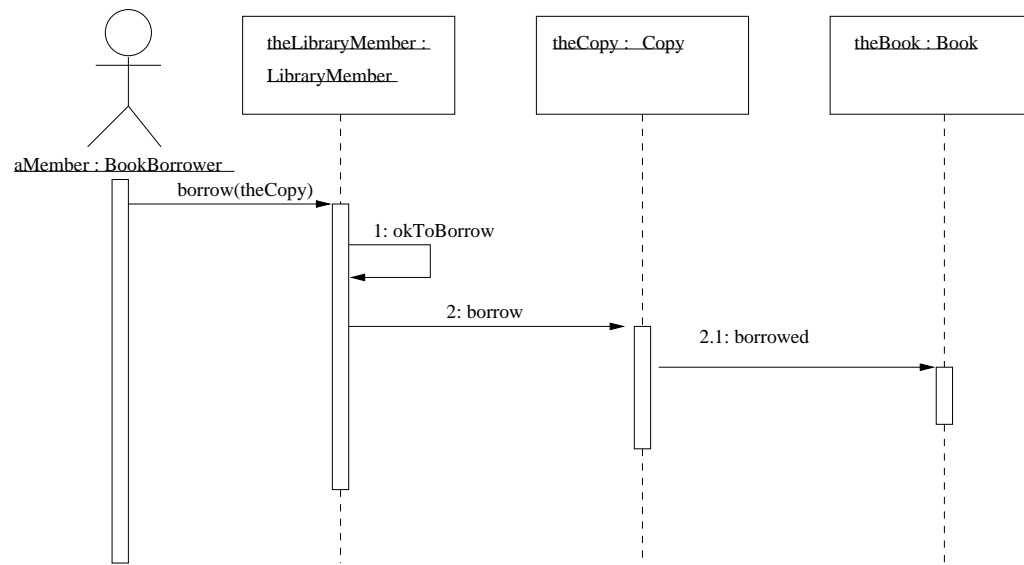 theLibraryMember :
LibraryMember
theCopy : Copy
theBook : Book
aMember : BookBorrower
borrow(theCopy)
1: okToBorrow
2: borrow
2.1: borrowed